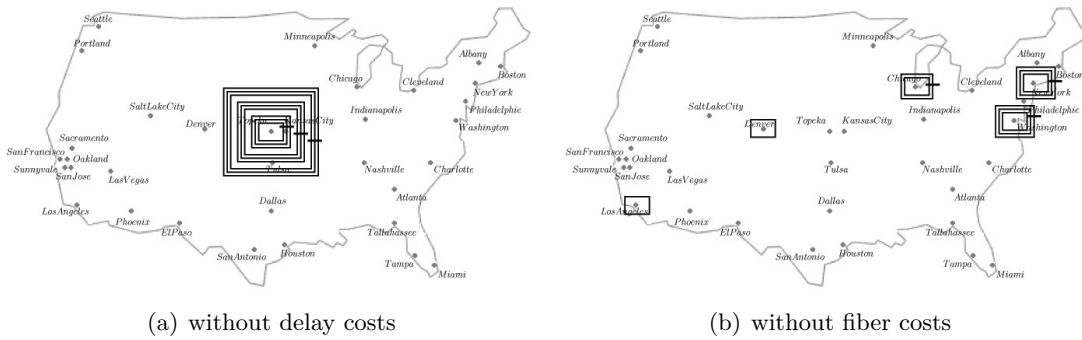 Seattle
Portland
Minneapolis
Albany
Boston
Chicago
Cleveland
NewYork
Philadelphie
SaltLakeCity
Indianapolis
Denver
Topeka
KansasCity
Washington
Sacramento
SanFrancisco
Oakland
Sunnyvale
SanJose
LasVegas
Tulsa
Nashville
Charlotte
Atlanta
LosAngeles
Phoenix
Dallas
ElPaso
Tallahassee
SanAntonio
Houston
Tampa
Miami
(a) without delay costs
Seattle
Portland
Minneapolis
Albany
Boston
Chicago
Cleveland
NewYork
Philadelphie
SaltLakeCity
Indianapolis
Denver
Topeka
KansasCity
Washington
Sacramento
SanFrancisco
Oakland
Sunnyvale
SanJose
LasVegas
Tulsa
Nashville
Charlotte
Atlanta
LosAngeles
Phoenix
Dallas
ElPaso
Tallahassee
SanAntonio
Houston
Tampa
Miami
(b) without fiber costs